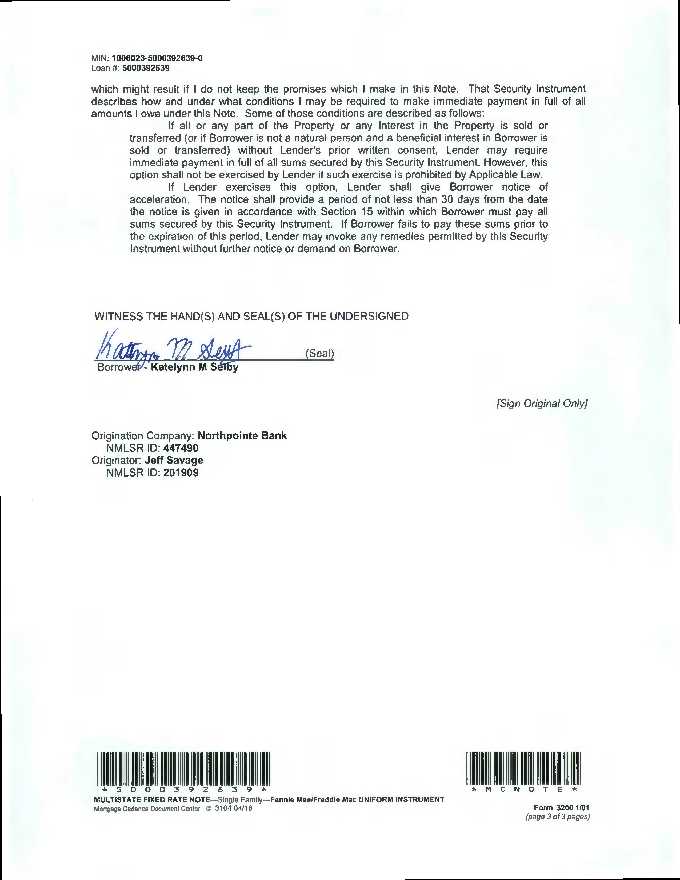 MIN: 1006023-5000392639-0
Loan #: 5000392639
which might result if I do not keep the promises which I make in this Note. That Security Instrument
describes how and under what conditions I may be required to make immediate payment in full of all
amounts I owe under this Note. Some of those conditions are described as follows:
If all or any part of the Property or any Interest in the Property is sold or
transferred (or if Borrower is not a natural person and a beneficial interest in Borrower is
sold or transferred) without Lender's prior written consent, Lender may require
immediate payment in full of all sums secured by this Security Instrument. However, this
option shall not be exercised by Lender if such exercise is prohibited by Applicable Law.
If Lender exercises this option, Lender shall give Borrower notice of
acceleration. The notice shall provide a period of not less than 30 days from the date
the notice is given in accordance with Section 15 within which Borrower must pay all
sums secured by this Security Instrument. If Borrower fails to pay these sums prior to
the expiration of this period, Lender may invoke any remedies permitted by this Security
Instrument without further notice or demand on Borrower.
WITNESS THE HAND(S) AND SEAL(S) OF THE UNDERSIGNED
(Seal)
Borrower - Katelynn M Selby
[Sign Original Only]
Origination Company: Northpointe Bank
NMLSR ID: 447490
Originator: Jeff Savage
NMLSR ID: 201909
* 5 0 0 0 3 9 2 6 3 9 *
* M C N O T E *
MULTISTATE FIXED RATE NOTE—Single Family—Fannie Mae/Freddie Mac UNIFORM INSTRUMENT
Mortgage Cadence Document Center © 3104 04/16
Form 3200 1/01
(page 3 of 3 pages)